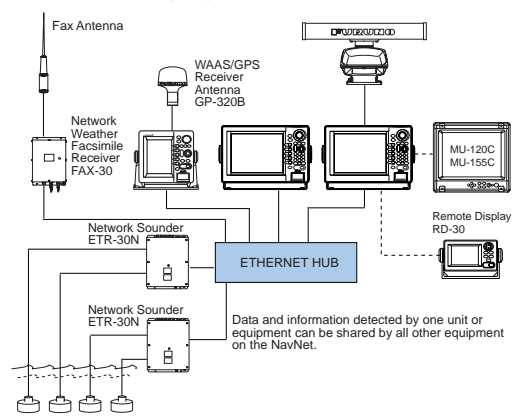 Fax Antenna
FURUNO
WAAS/GPS
Receiver
Antenna
GP-320B
Network
Weather
Facsimile
Receiver
FAX-30
MU-120C
MU-155C
Remote Display
RD-30
Network Sounder
ETR-30N
ETHERNET HUB
Network Sounder
ETR-30N
Data and information detected by one unit or
equipment can be shared by all other equipment
on the NavNet.